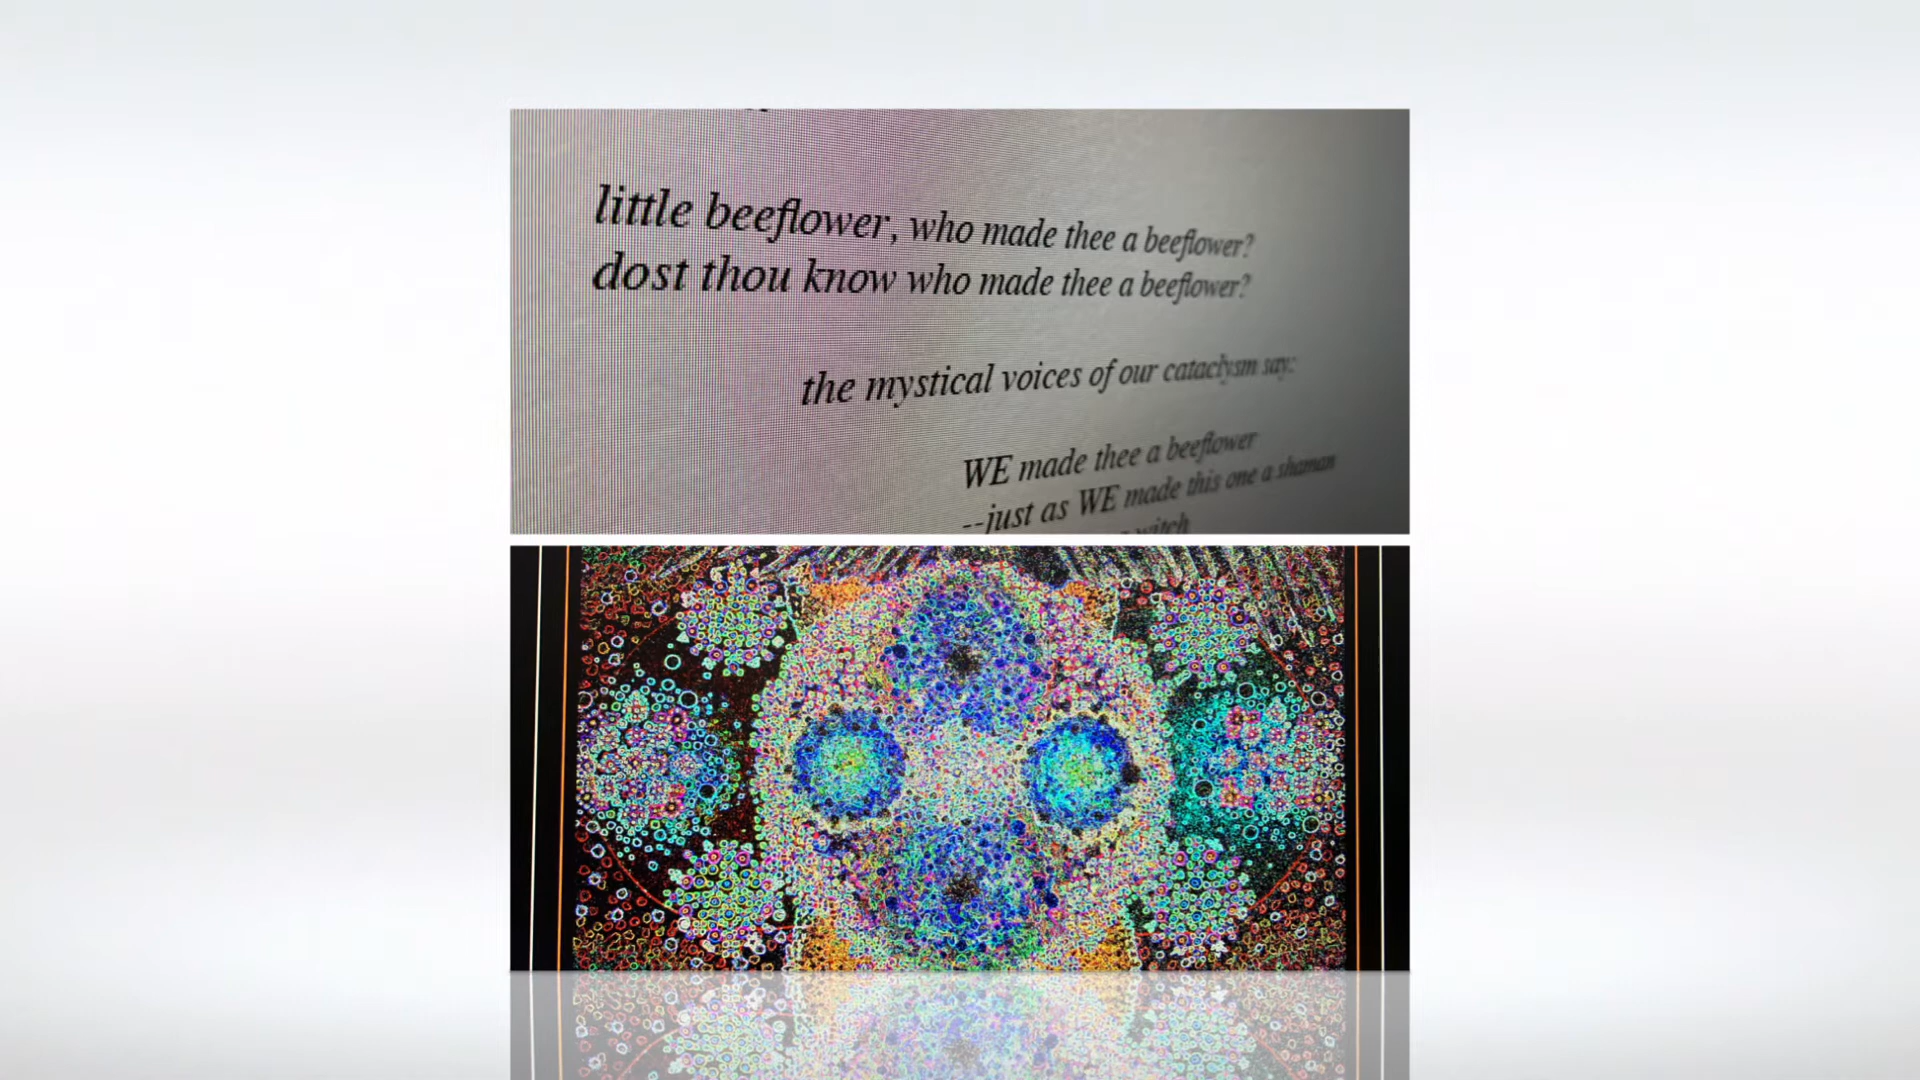 little beeflower, who made thee a beeflower?
dost thou know who made thee a beeflower?
the mystical voices of our cataclysm say:
WE made thee a beeflower
--just as WE made this one a shaman
witch